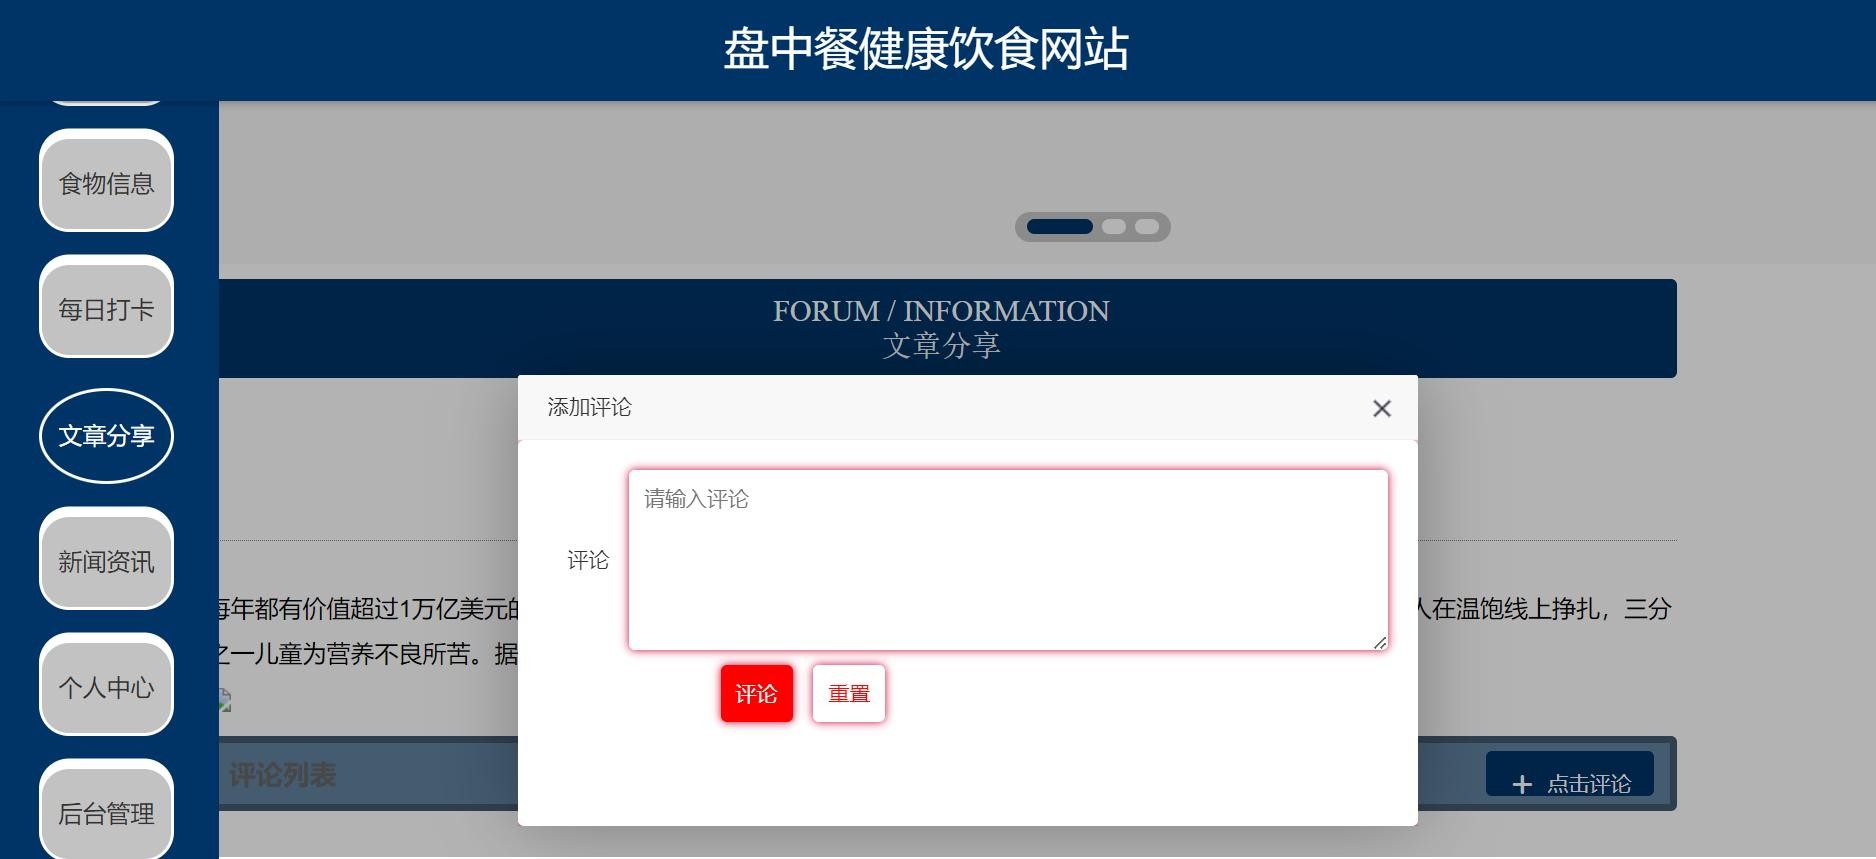 盘中餐健康饮食网站
食物信息
每日打卡
文章分享
新闻资讯
个人中心
后台管理
FORUM / INFORMATION
文章分享
添加评论
请输入评论
评论
评论
重置
每年都有价值超过1万亿美元的
人在温饱线上挣扎，三分
之一儿童为营养不良所苦。据
评论列表
点击评论